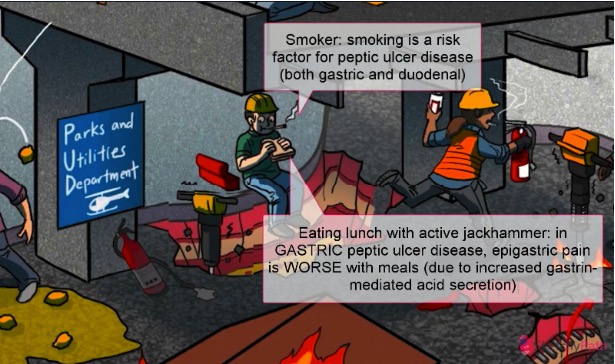 Smoker: smoking is a risk
factor for peptic ulcer disease
(both gastric and duodenal)
Parks and
Utilities
Department
Eating lunch with active jackhammer: in
GASTRIC peptic ulcer disease, epigastric pain
is WORSE with meals (due to increased gastrin-
mediated acid secretion)